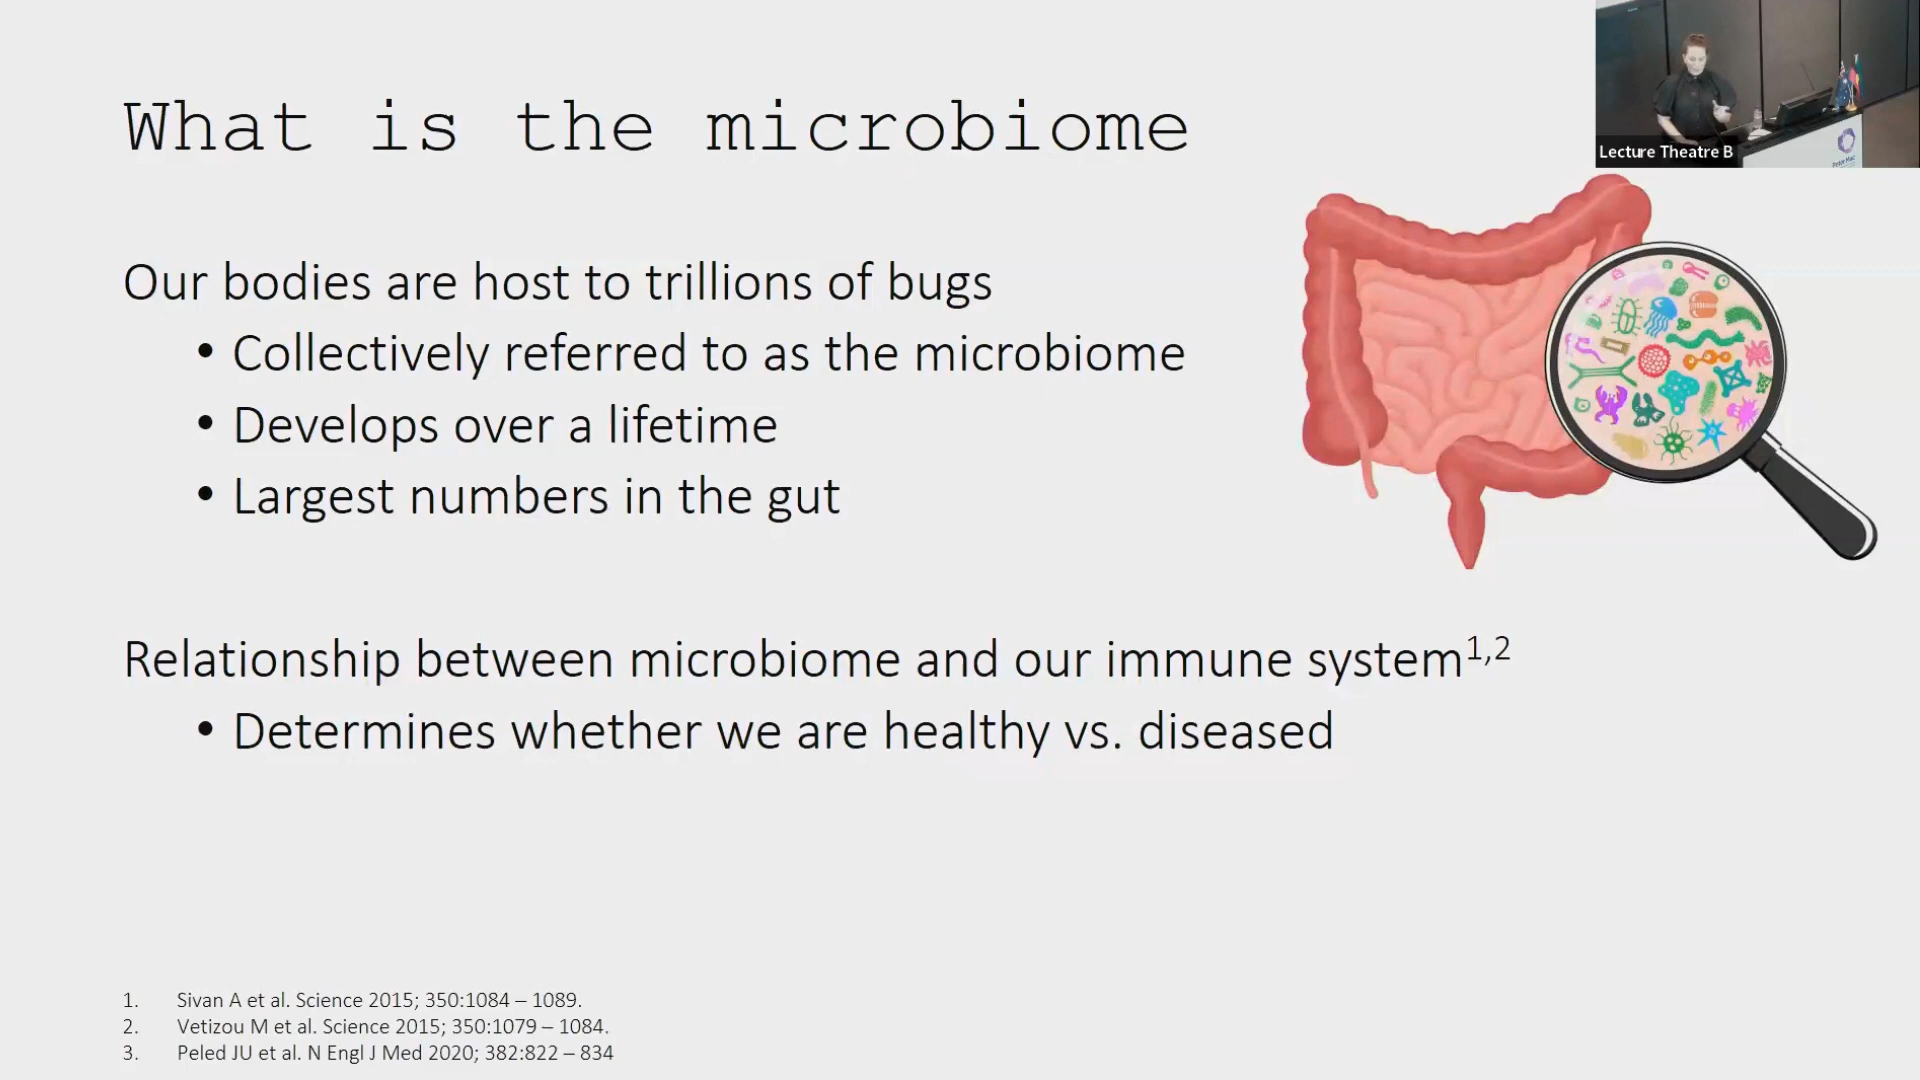 What is the microbiome
Lecture Theatre B
Peter Mac
Our bodies are host to trillions of bugs
• Collectively referred to as the microbiome
• Develops over a lifetime
• Largest numbers in the gut
Relationship between microbiome and our immune system¹,²
• Determines whether we are healthy vs. diseased
1. Sivan A et al. Science 2015; 350:1084 – 1089.
2. Vetizou M et al. Science 2015; 350:1079 – 1084.
3. Peled JU et al. N Engl J Med 2020; 382:822 – 834